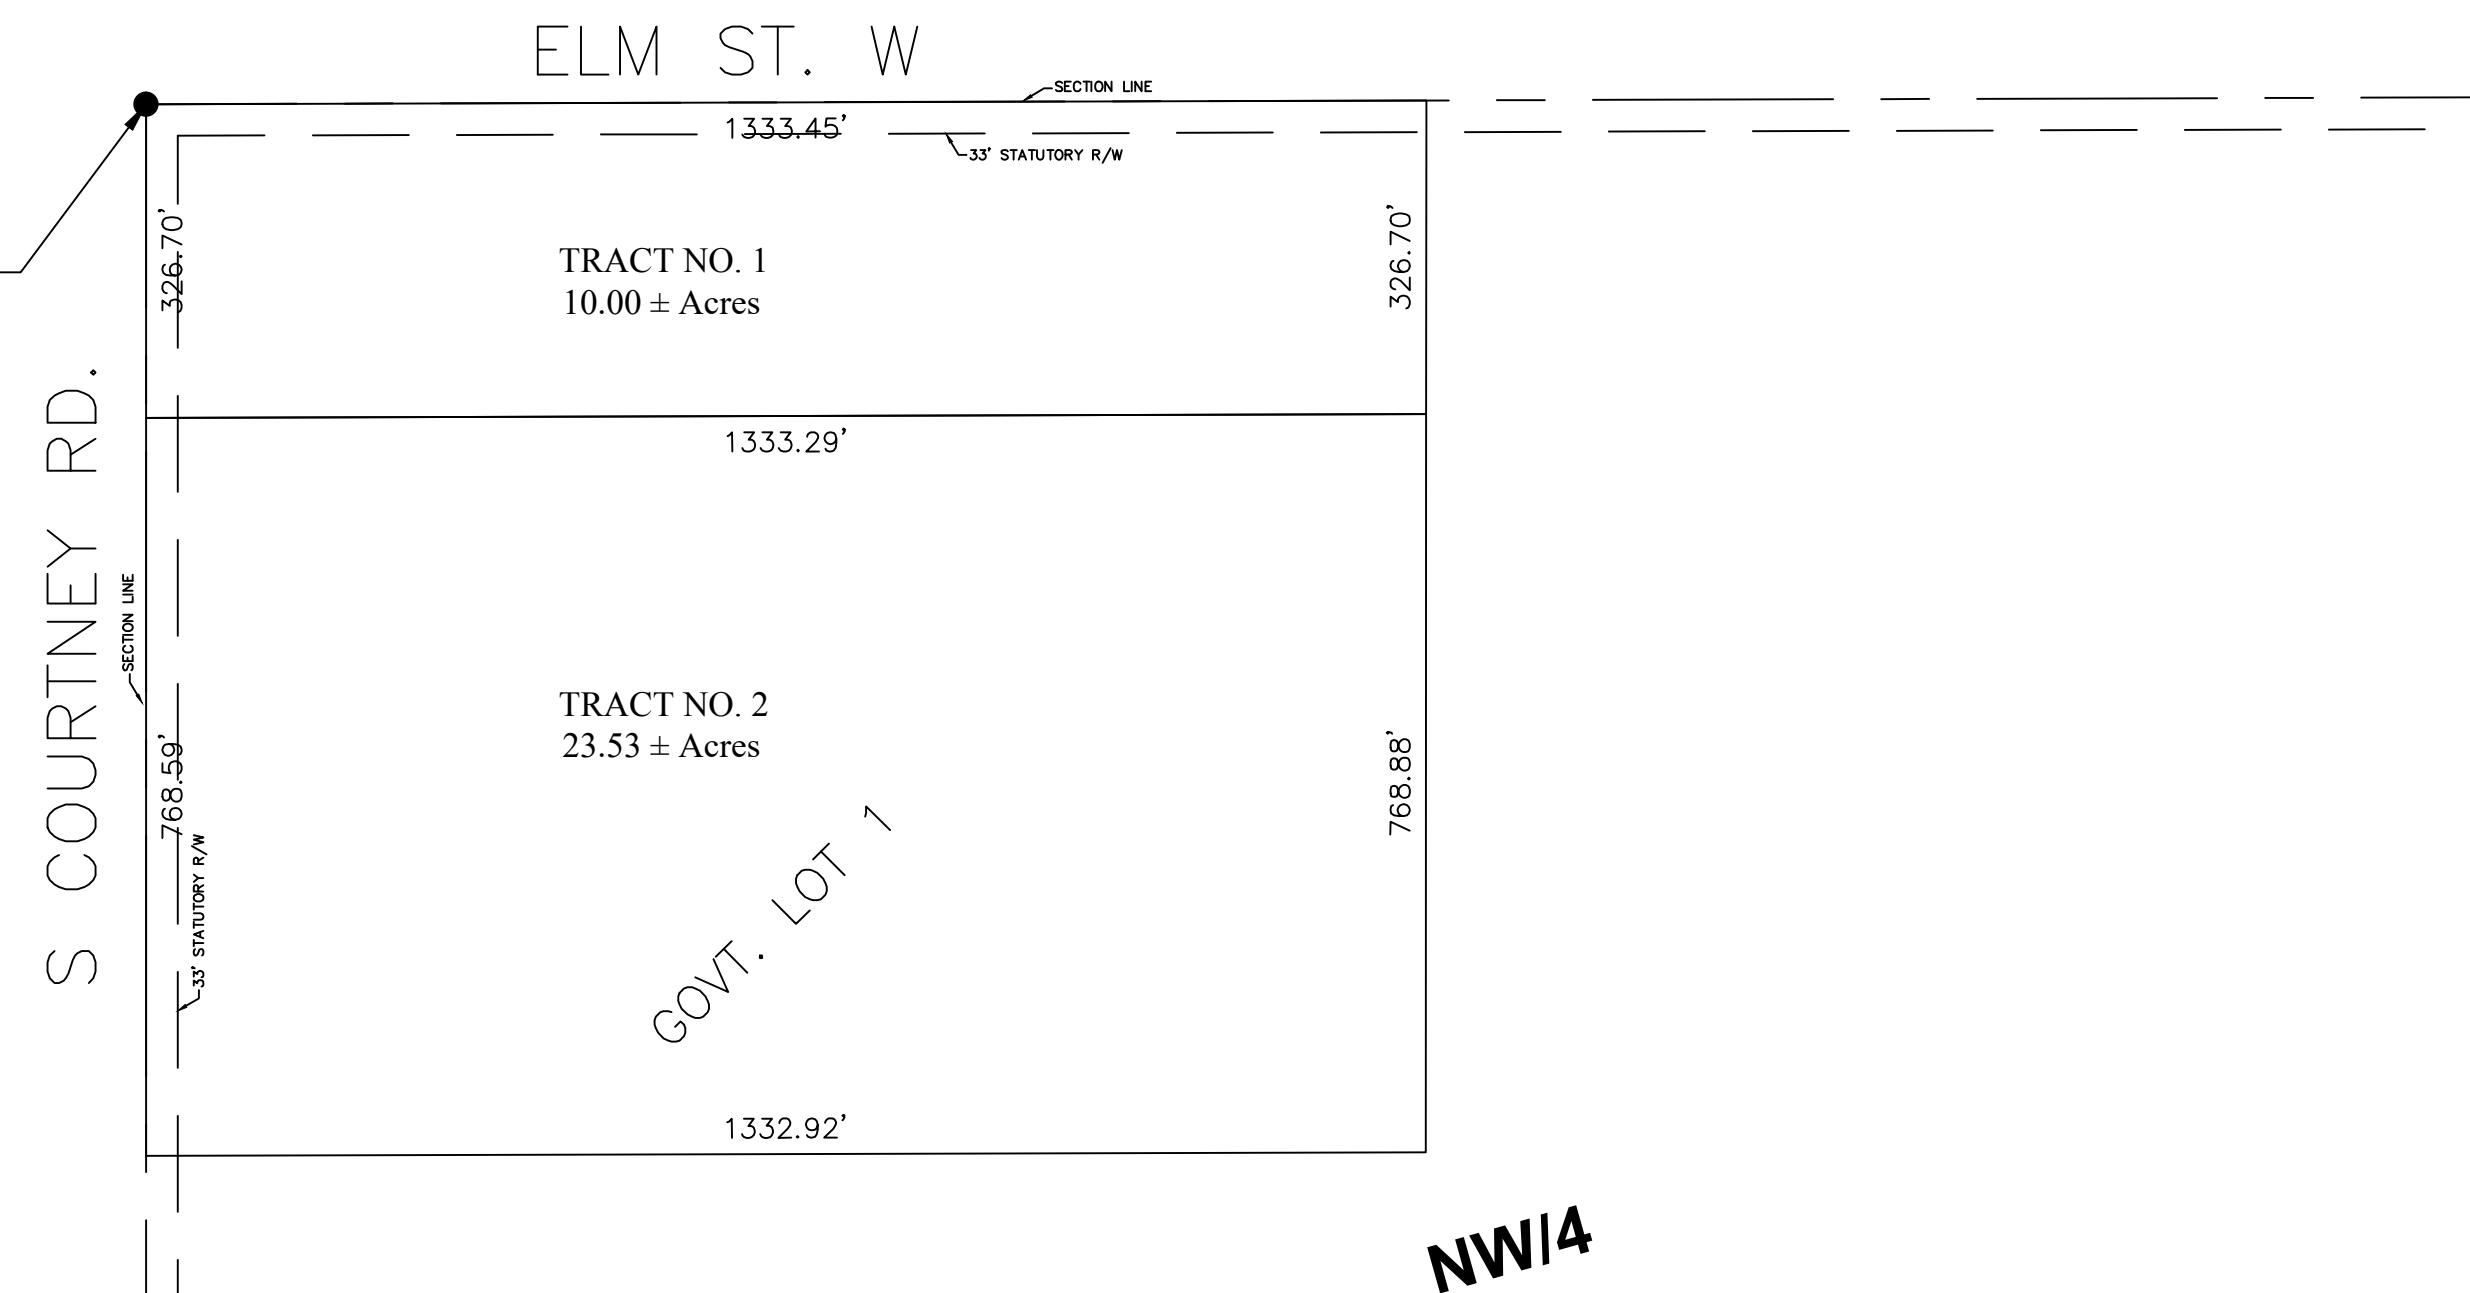 ELM ST. W
SECTION LINE
1333.45'
33' STATUTORY R/W
326.70'
326.70'
TRACT NO. 1
10.00 ± Acres
1333.29'
S COURTNEY RD.
SECTION LINE
TRACT NO. 2
23.53 ± Acres
768.59'
768.88'
33' STATUTORY R/W
GOVT. LOT 1
1332.92'
NW/4